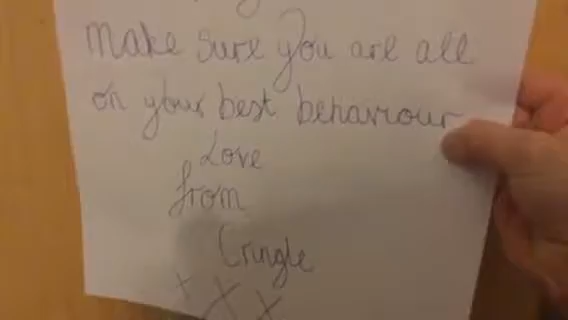 make sure you are all
on your best behaviour
Love
from
Cringle
x X x